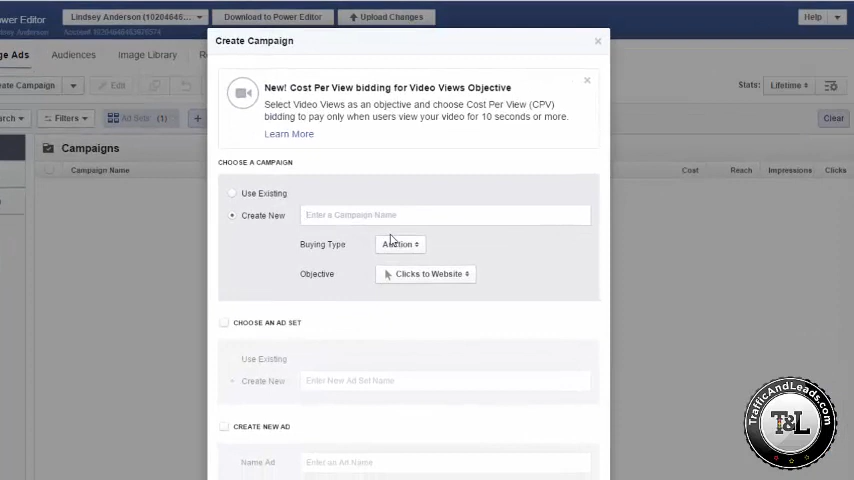 Power Editor
Lindsey Anderson (10204646...
Download to Power Editor
Upload Changes
Help
Create Campaign
Audiences
Image Library
Create Campaign
Edit
Stats:
Lifetime
Filters
Ad Sets (1)
Clear
Campaigns
Campaign Name
Cost
Reach
Impressions
Clicks
Create Campaign
New! Cost Per View bidding for Video Views Objective
Select Video Views as an objective and choose Cost Per View (CPV)
bidding to pay only when users view your video for 10 seconds or more.
Learn More
CHOOSE A CAMPAIGN
Use Existing
Create New
Enter a Campaign Name
Buying Type
Auction
Objective
Clicks to Website
CHOOSE AN AD SET
Use Existing
Create New
Enter New Ad Set Name
CREATE NEW AD
Name Ad
Enter an Ad Name
TrafficAndLeads.com
T&L